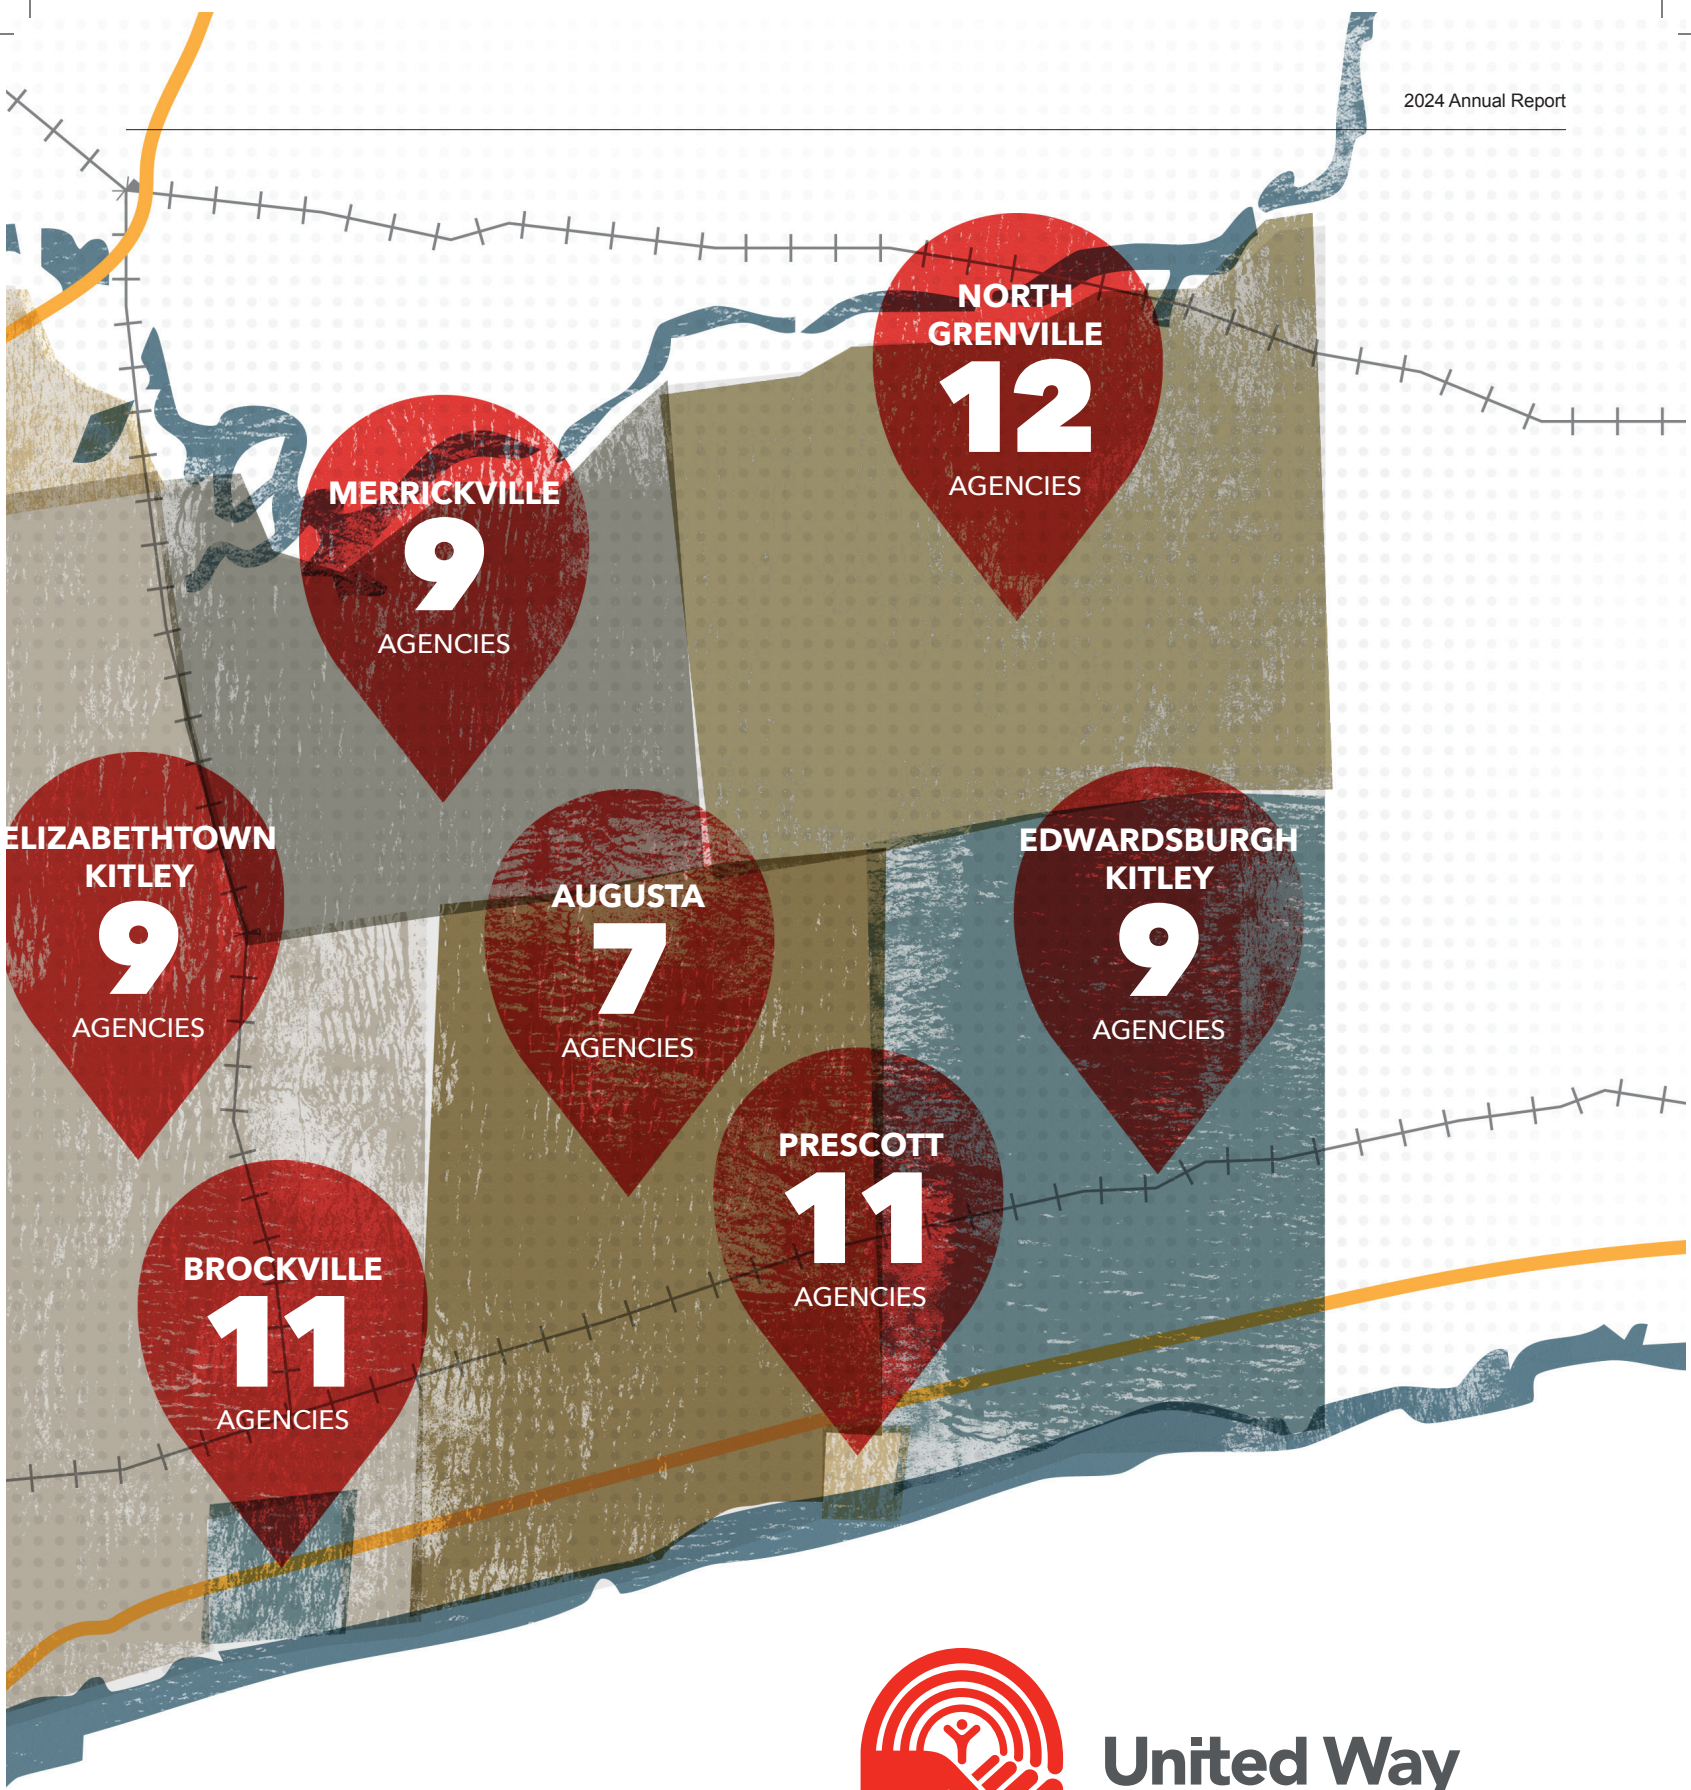 2024 Annual Report
NORTH
GRENVILLE
12
AGENCIES
MERRICKVILLE
9
AGENCIES
ELIZABETHTOWN
KITLEY
9
AGENCIES
AUGUSTA
7
AGENCIES
EDWARDSBURGH
KITLEY
9
AGENCIES
PRESCOTT
11
AGENCIES
BROCKVILLE
11
AGENCIES
United Way